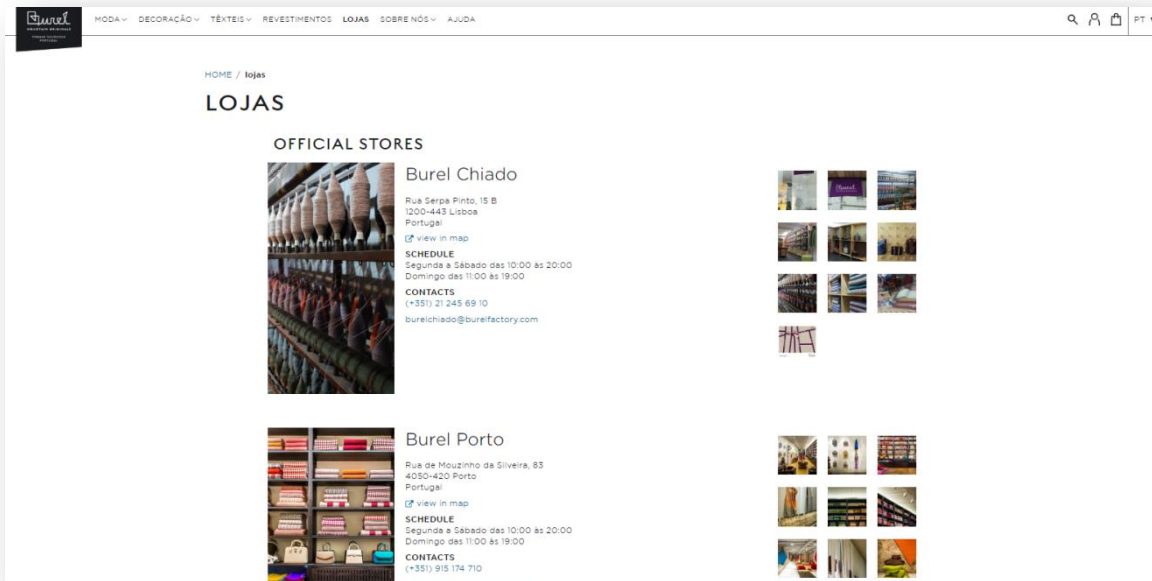 Burel
MOUNTAIN ORIGINALS
MODA DECORAÇÃO TÊXTEIS REVESTIMENTOS LOJAS SOBRE NÓS AJUDA
PT
HOME / lojas
LOJAS
OFFICIAL STORES
Burel Chiado
Rua Serpa Pinto, 15 B
1200-443 Lisboa
Portugal
view in map
SCHEDULE
Segunda a Sábado das 10:00 às 20:00
Domingo das 11:00 às 19:00
CONTACTS
(+351) 21 245 69 10
burelchiado@burelfactory.com
Burel Porto
Rua de Mouzinho da Silveira, 83
4050-420 Porto
Portugal
view in map
SCHEDULE
Segunda a Sábado das 10:00 às 20:00
Domingo das 11:00 às 19:00
CONTACTS
(+351) 915 174 710